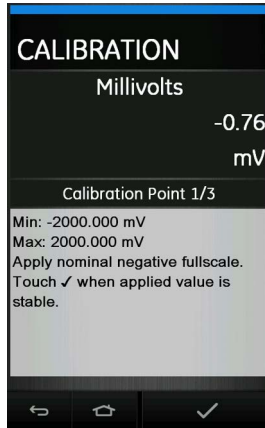 CALIBRATION
Millivolts
-0.76
mV
Calibration Point 1/3
Min: -2000.000 mV
Max: 2000.000 mV
Apply nominal negative fullscale.
Touch ✓ when applied value is
stable.